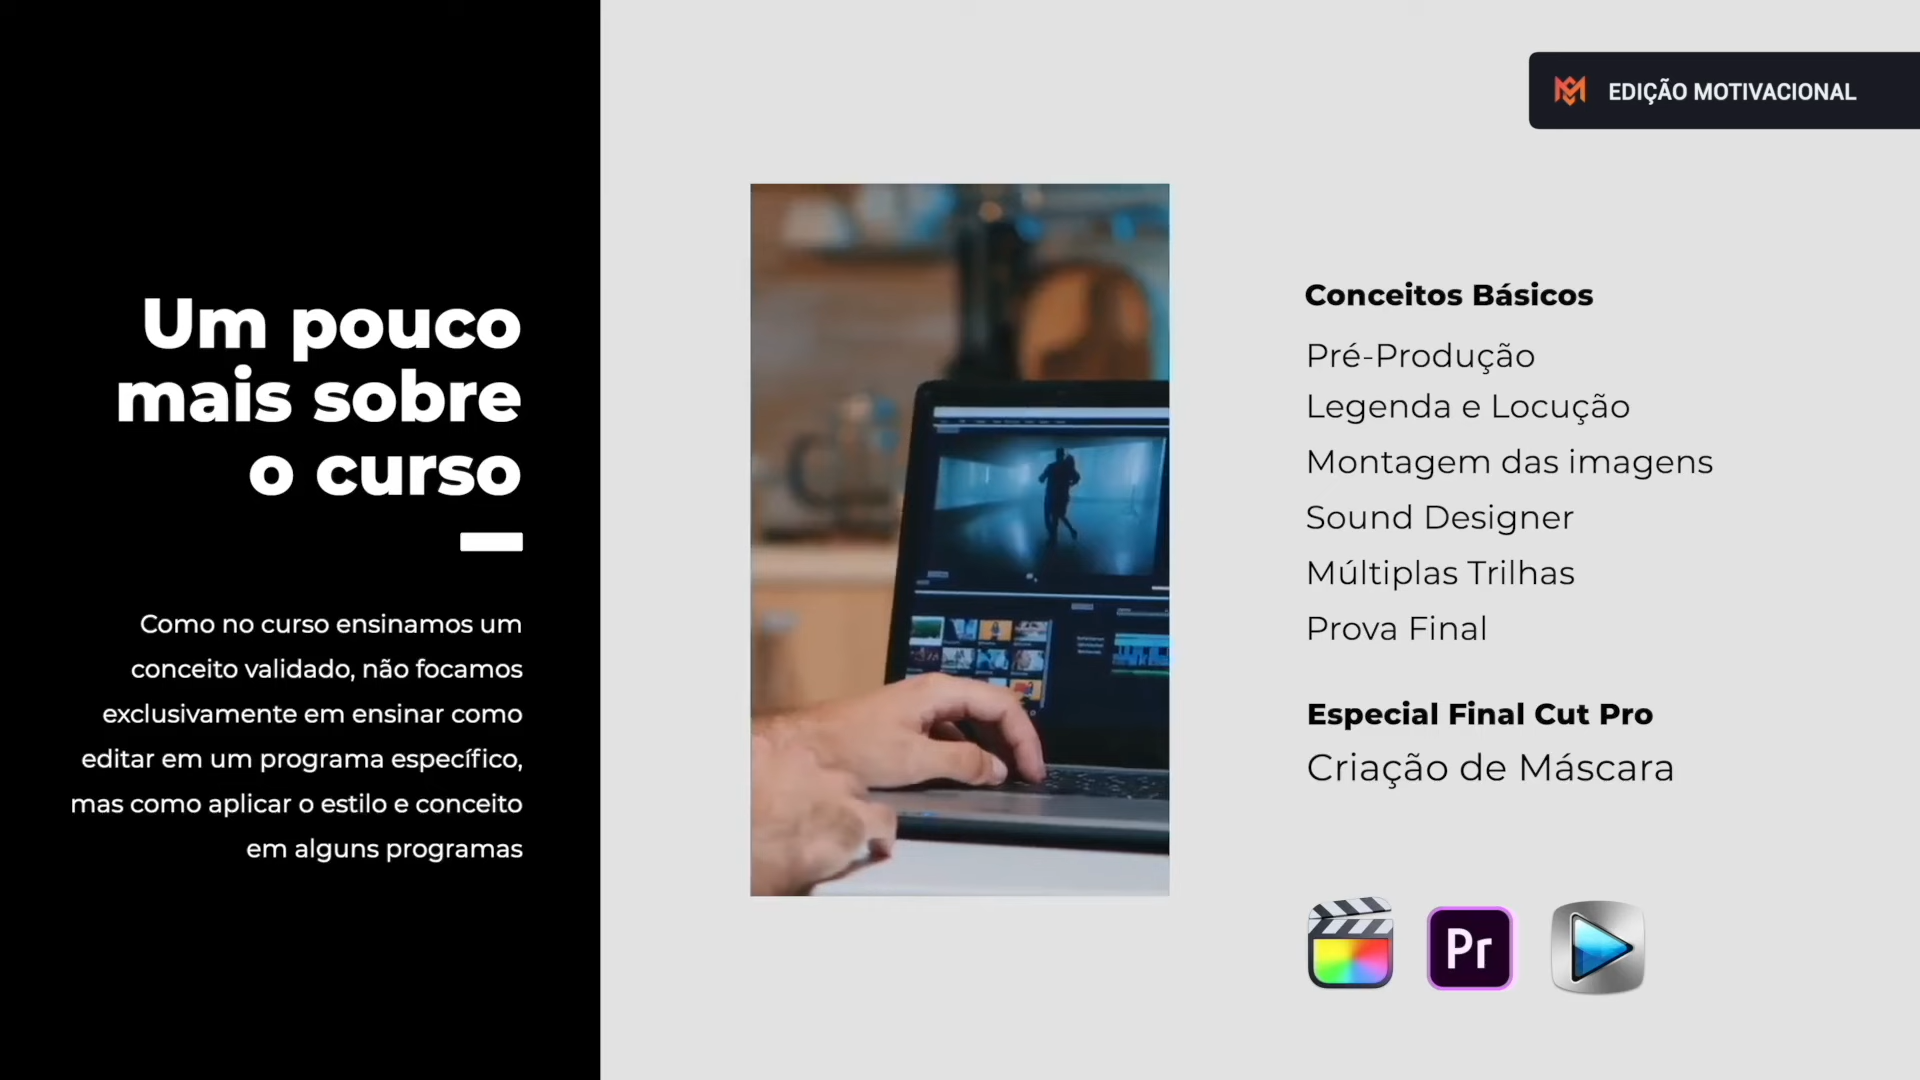 Um pouco
mais sobre
o curso
Como no curso ensinamos um
conceito validado, não focamos
exclusivamente em ensinar como
editar em um programa específico,
mas como aplicar o estilo e conceito
em alguns programas
EDIÇÃO MOTIVACIONAL
Conceitos Básicos
Pré-Produção
Legenda e Locução
Montagem das imagens
Sound Designer
Múltiplas Trilhas
Prova Final
Especial Final Cut Pro
Criação de Máscara
Pr